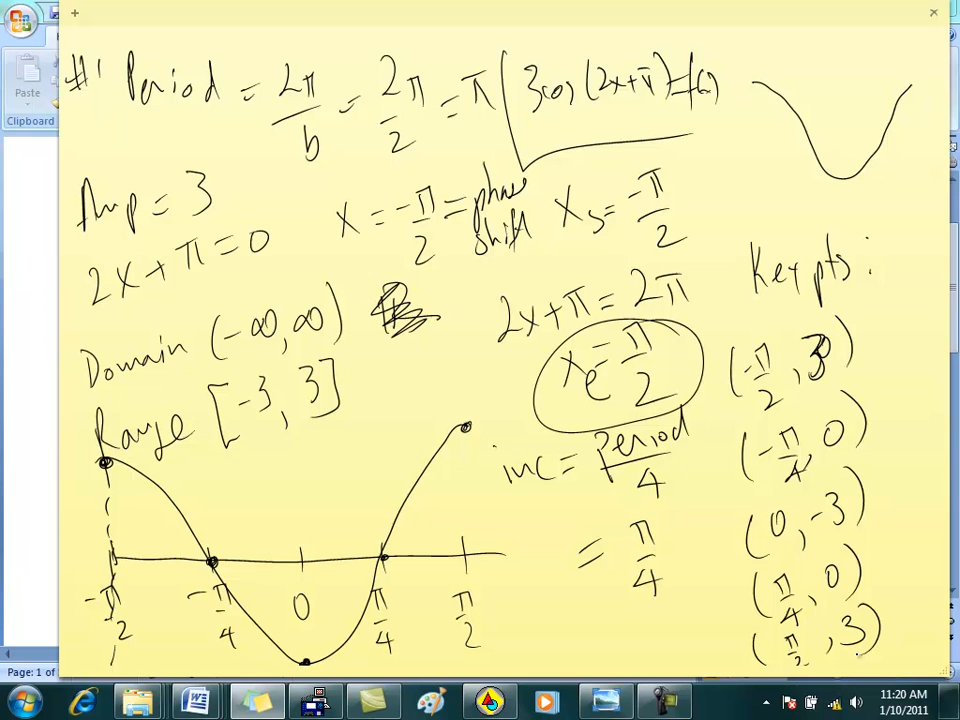 #1 Period = 2π/b = 2π/2 = π
3cos(2x+π)=f(x)
Amp = 3
2x+π=0
x = -π/2 = phase shift
xs = -π/2
Domain (-∞,∞)
2x+π=2π
xe = π/2
Range [-3, 3]
inc = Period/4
= π/4
Key pts:
(-π/2, 3)
(-π/4, 0)
(0, -3)
(π/4, 0)
(π/2, 3)
-π/2 -π/4 0 π/4 π/2
Paste
Clipboard
Page: 1 of
11:20 AM
1/10/2011